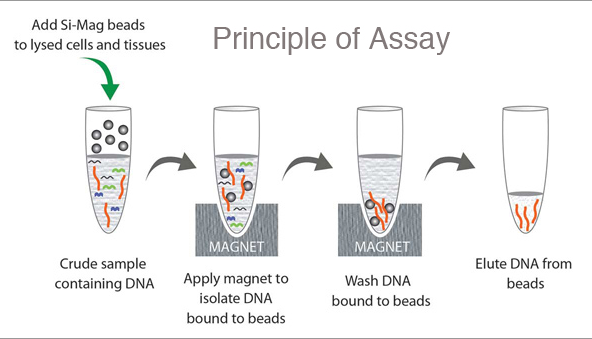 Add Si-Mag beads
to lysed cells and tissues
Principle of Assay
MAGNET
MAGNET
Crude sample
containing DNA
Apply magnet to
isolate DNA
bound to beads
Wash DNA
bound to beads
Elute DNA from
beads